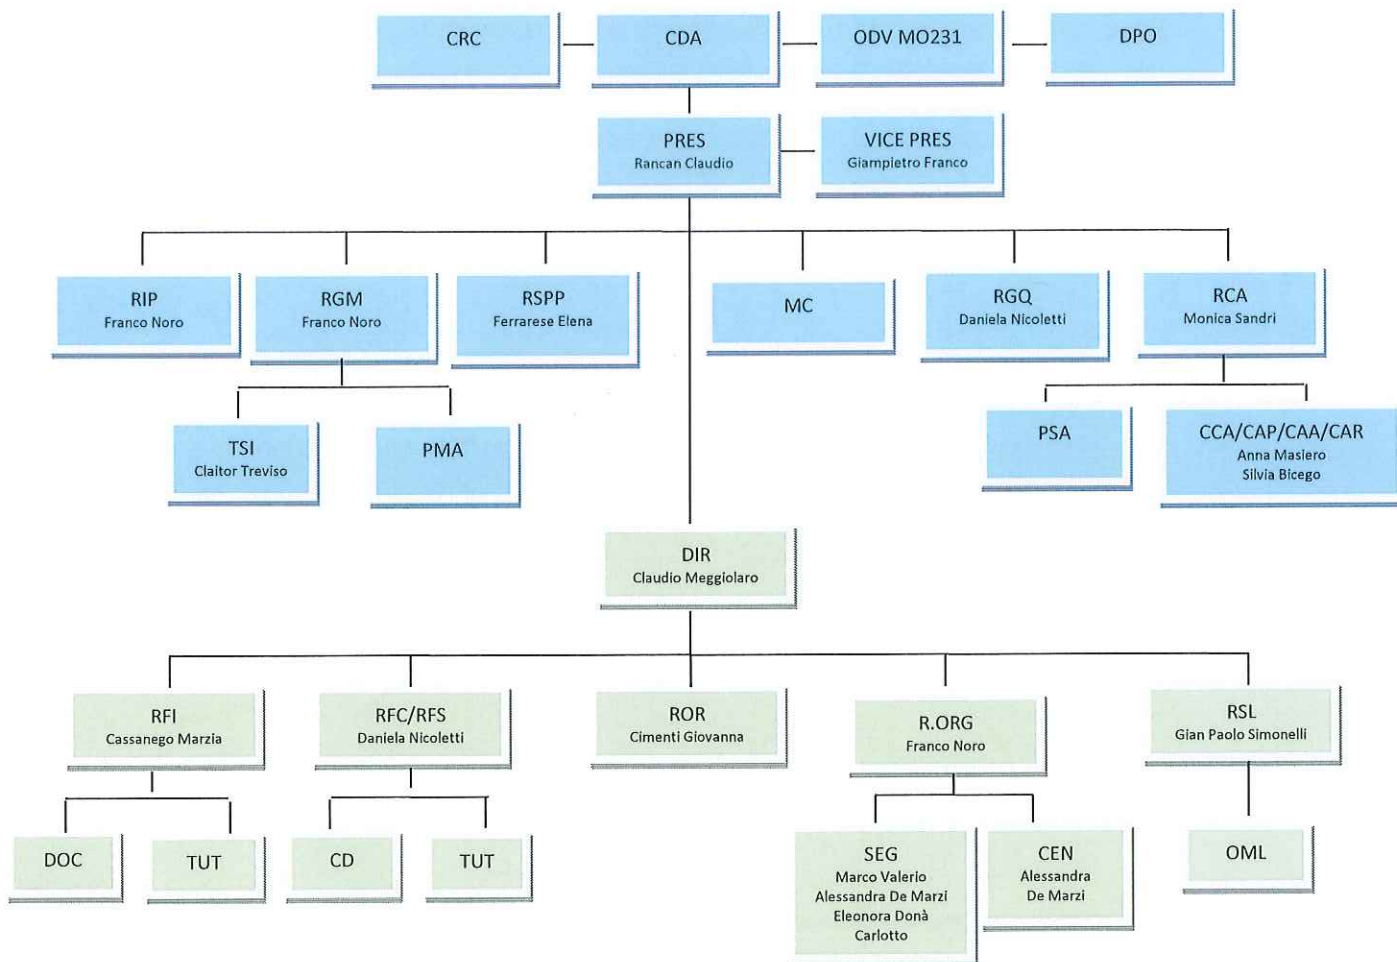 CRC
CDA
ODV MO231
DPO
PRES
Rancan Claudio
VICE PRES
Giampietro Franco
RIP
Franco Noro
RGM
Franco Noro
RSPP
Ferrarese Elena
MC
RGQ
Daniela Nicoletti
RCA
Monica Sandri
TSI
Claitor Treviso
PMA
PSA
CCA/CAP/CAA/CAR
Anna Masiero
Silvia Bicego
DIR
Claudio Meggiolaro
RFI
Cassanego Marzia
RFC/RFS
Daniela Nicoletti
ROR
Cimenti Giovanna
R.ORG
Franco Noro
RSL
Gian Paolo Simonelli
DOC
TUT
CD
TUT
SEG
Marco Valerio
Alessandra De Marzi
Eleonora Donà
Carlotto
CEN
Alessandra
De Marzi
OML